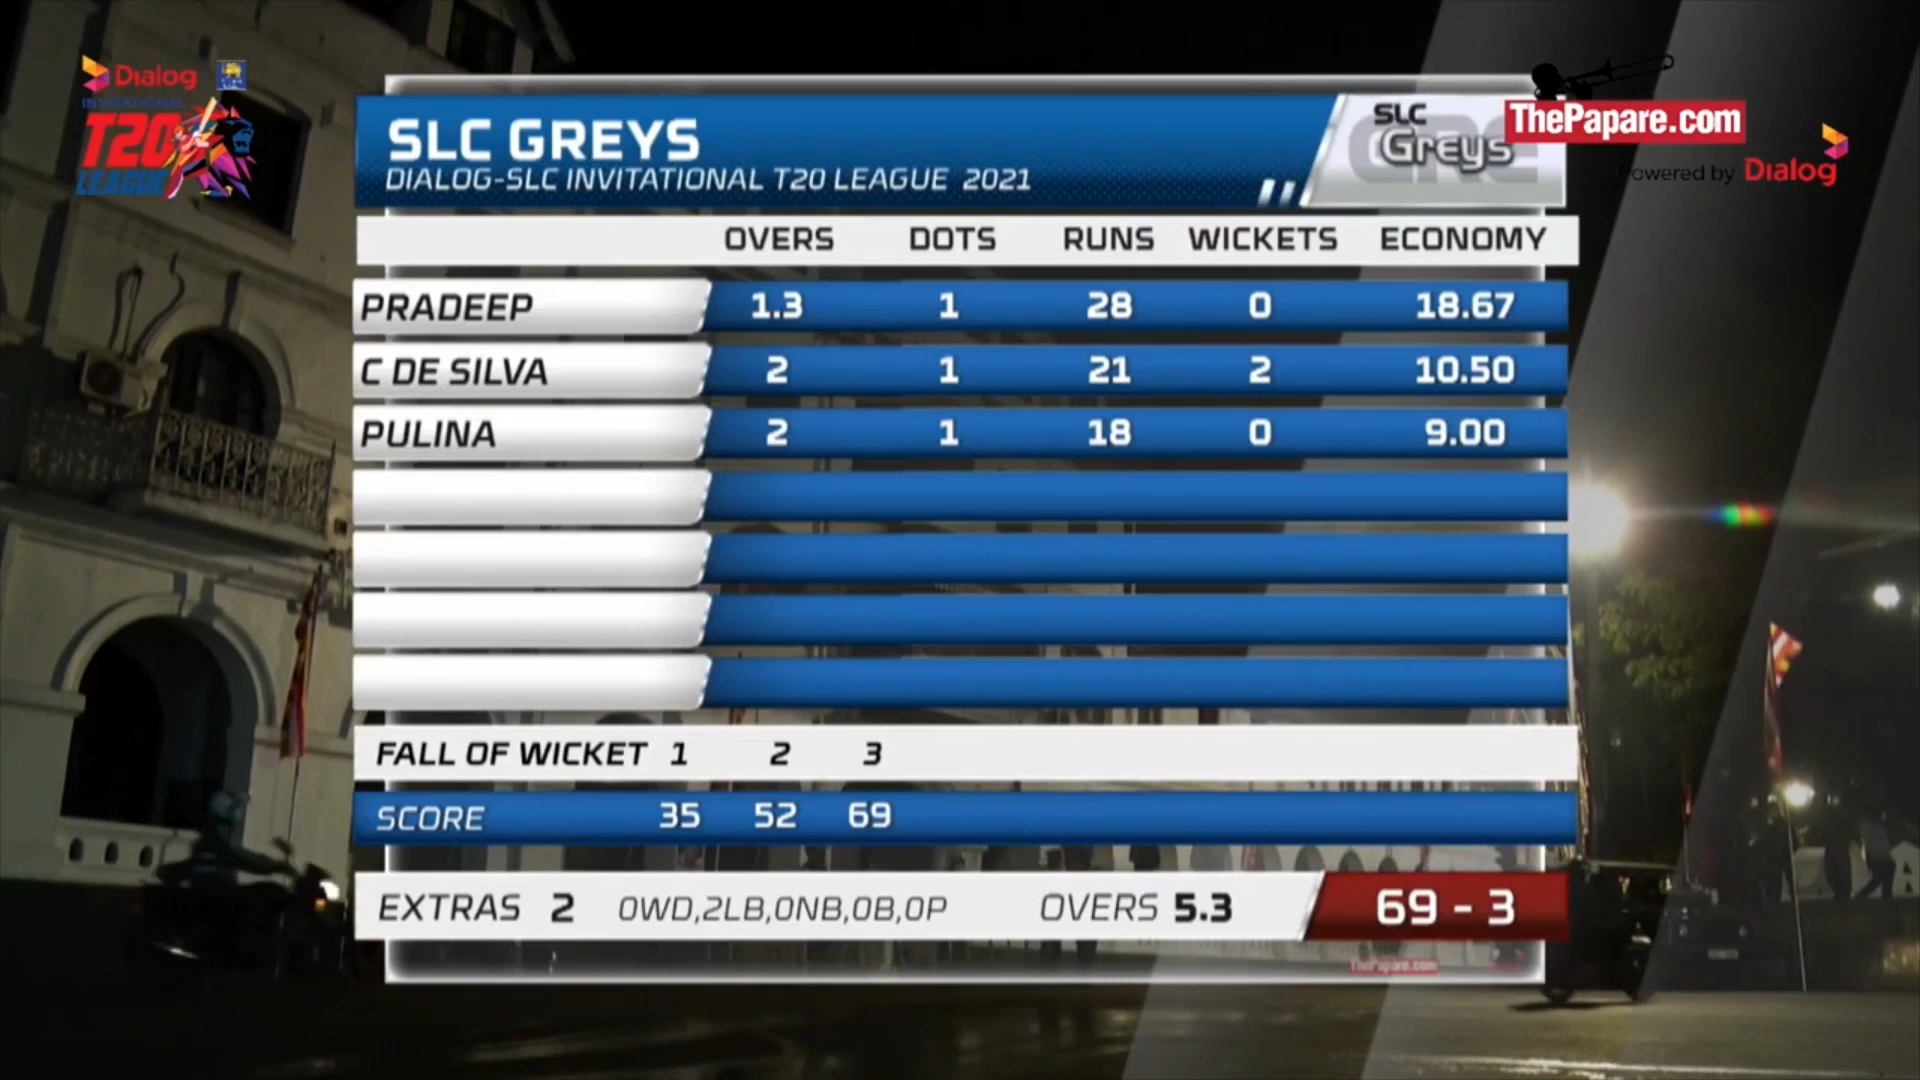 Dialog
INVITATIONAL
T20
LEAGUE
SLC GREYS
DIALOG-SLC INVITATIONAL T20 LEAGUE 2021
SLC
Greys
ThePapare.com
Powered by Dialog
OVERS DOTS RUNS WICKETS ECONOMY
PRADEEP 1.3 1 28 0 18.67
C DE SILVA 2 1 21 2 10.50
PULINA 2 1 18 0 9.00
FALL OF WICKET 1 2 3
SCORE 35 52 69
EXTRAS 2 0WD,2LB,0NB,0B,0P OVERS 5.3 69 - 3
ThePapare.com